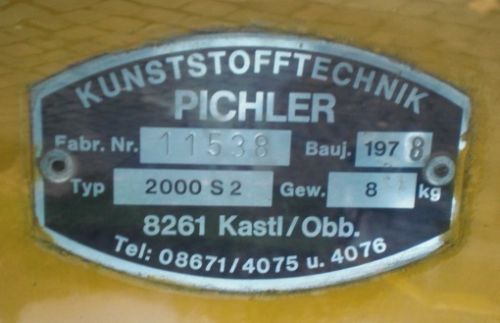 KUNSTSTOFFTECHNIK
PICHLER
Fabr. Nr. 11538 Bauj. 1978
Typ 2000 S 2 Gew. 8 kg
8261 Kastl/Obb.
Tel: 08671/4075 u. 4076